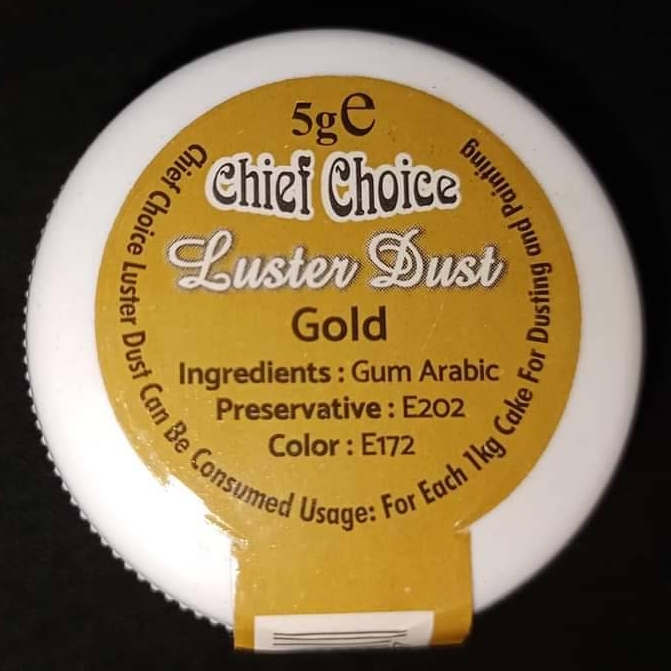 5g e
Chief Choice
Luster Dust
Gold
Ingredients : Gum Arabic
Preservative : E202
Color : E172
Chief Choice Luster Dust Can Be Consumed Usage: For Each 1kg Cake For Dusting and Painting